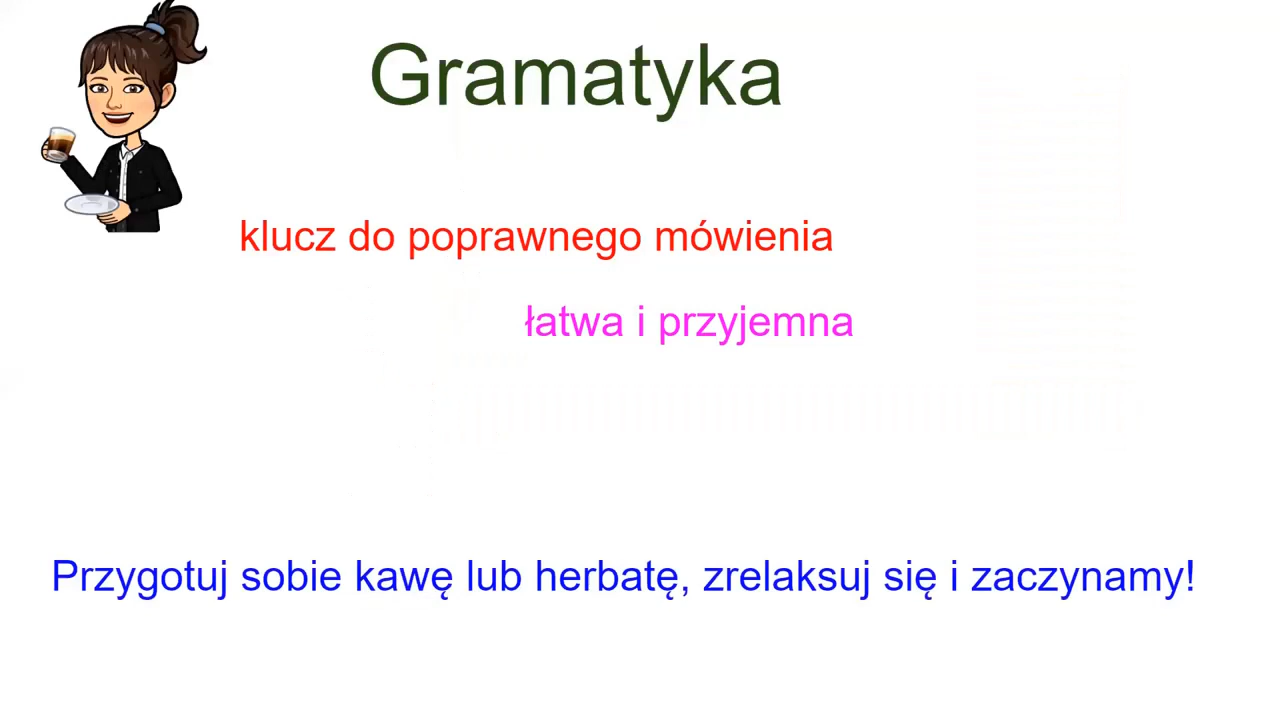 Gramatyka
klucz do poprawnego mówienia
łatwa i przyjemna
Przygotuj sobie kawę lub herbatę, zrelaksuj się i zaczynamy!